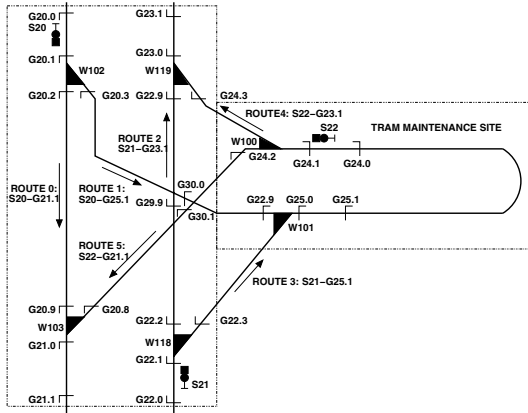 G20.0
S20
G20.1
W102
G20.2
G20.3
G23.1
G23.0
W119
G22.9
G24.3
ROUTE4: S22–G23.1
ROUTE 2
S21–G23.1
W100
G24.2
S22
G24.1
G24.0
TRAM MAINTENANCE SITE
ROUTE 0:
S20–G21.1
ROUTE 1:
S20–G25.1
G30.0
G29.9
G30.1
G22.9
G25.0
G25.1
W101
ROUTE 5:
S22–G21.1
ROUTE 3: S21–G25.1
G20.9
G20.8
W103
G21.0
G22.2
G22.3
W118
G22.1
S21
G21.1
G22.0